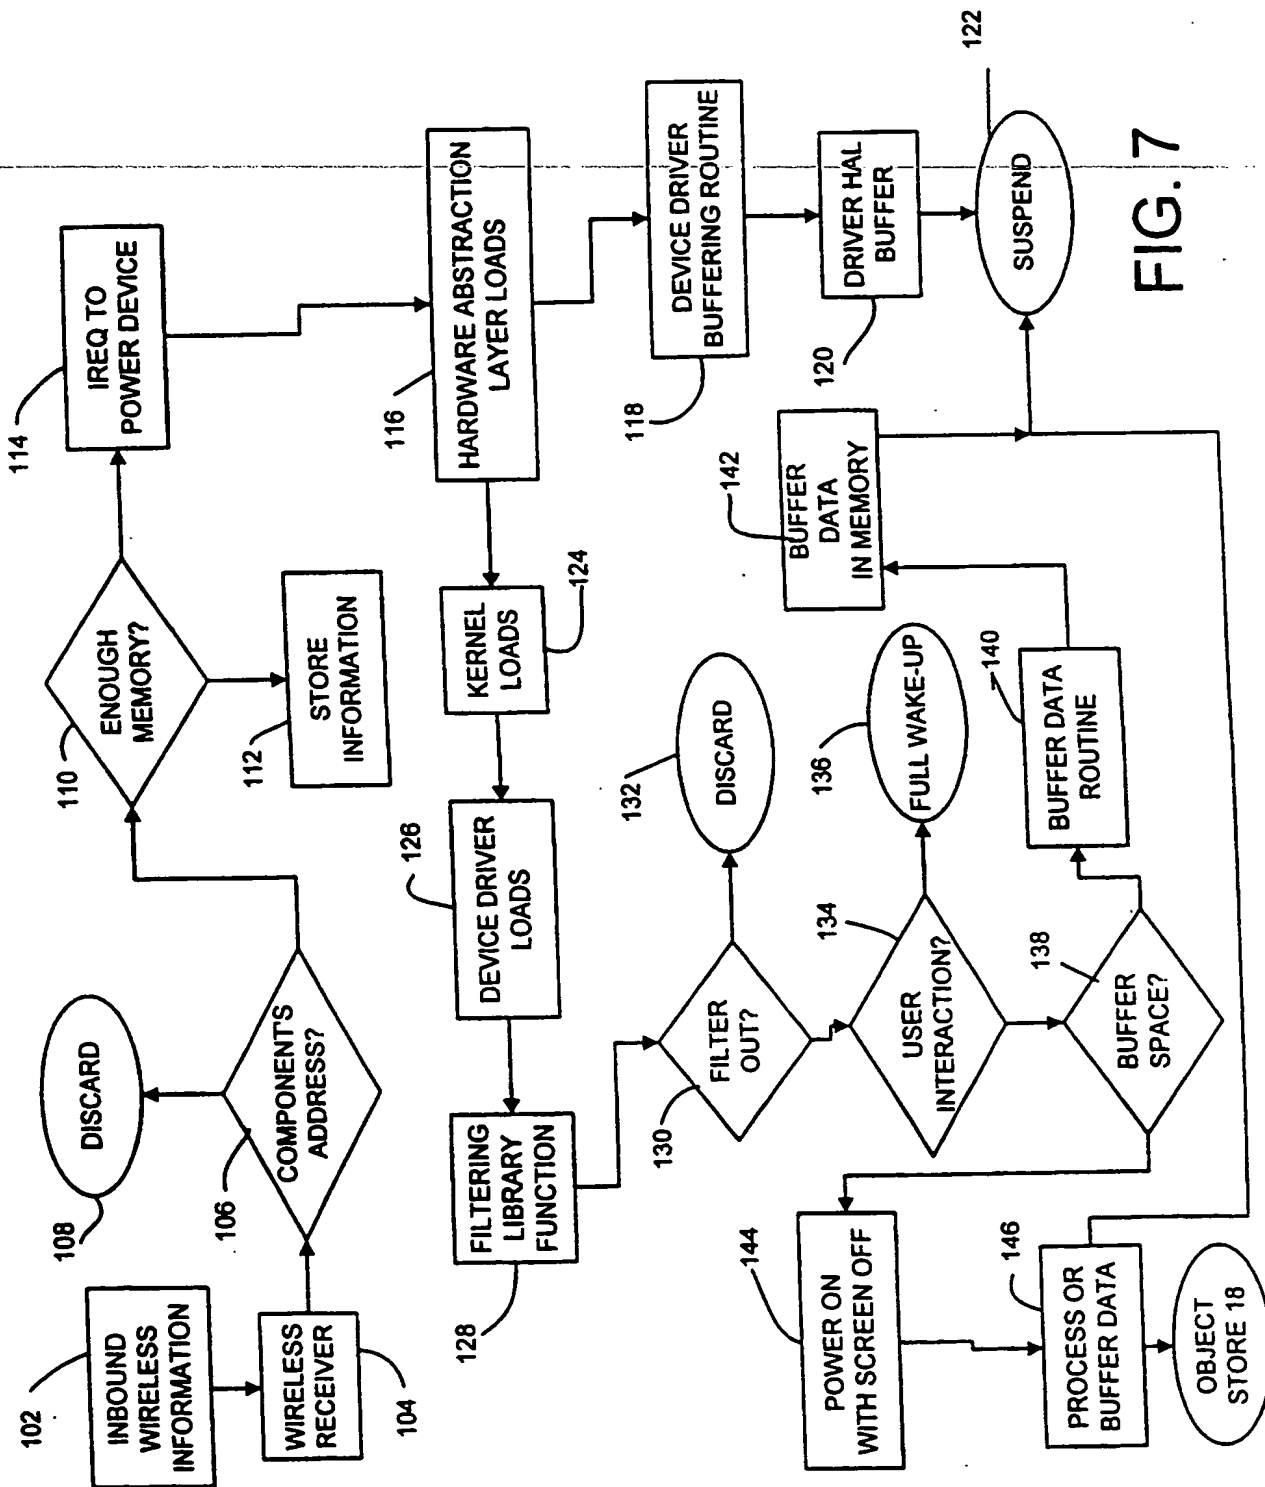 102
INBOUND
WIRELESS
INFORMATION
WIRELESS
RECEIVER
104
108
DISCARD
106
COMPONENT'S
ADDRESS?
110
ENOUGH
MEMORY?
112
STORE
INFORMATION
114
IREQ TO
POWER DEVICE
116
HARDWARE ABSTRACTION
LAYER LOADS
KERNEL
LOADS
124
126
DEVICE DRIVER
LOADS
FILTERING
LIBRARY
FUNCTION
128
118
DEVICE DRIVER
BUFFERING ROUTINE
DRIVER HAL
BUFFER
120
SUSPEND
122
130
FILTER
OUT?
132
DISCARD
134
USER
INTERACTION?
136
FULL WAKE-UP
138
BUFFER
SPACE?
140
BUFFER DATA
ROUTINE
142
BUFFER
DATA
IN MEMORY
144
POWER ON
WITH SCREEN OFF
146
PROCESS OR
BUFFER DATA
OBJECT
STORE 18
FIG. 7